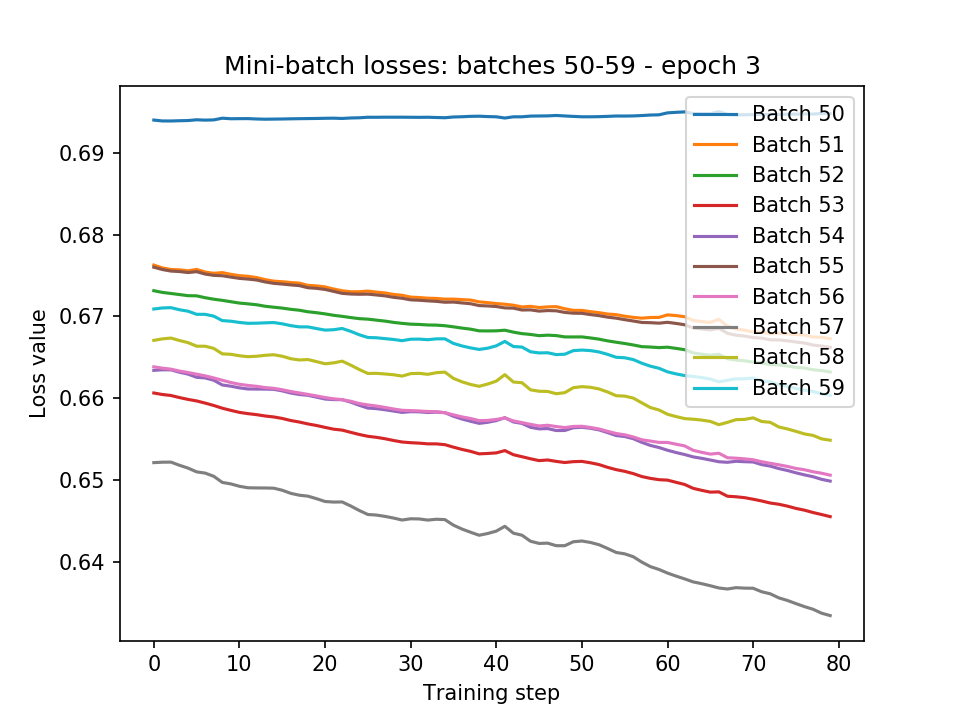 Mini-batch losses: batches 50-59 - epoch 3
Loss value
0.69
0.68
0.67
0.66
0.65
0.64
Batch 50
Batch 51
Batch 52
Batch 53
Batch 54
Batch 55
Batch 56
Batch 57
Batch 58
Batch 59
0 10 20 30 40 50 60 70 80
Training step